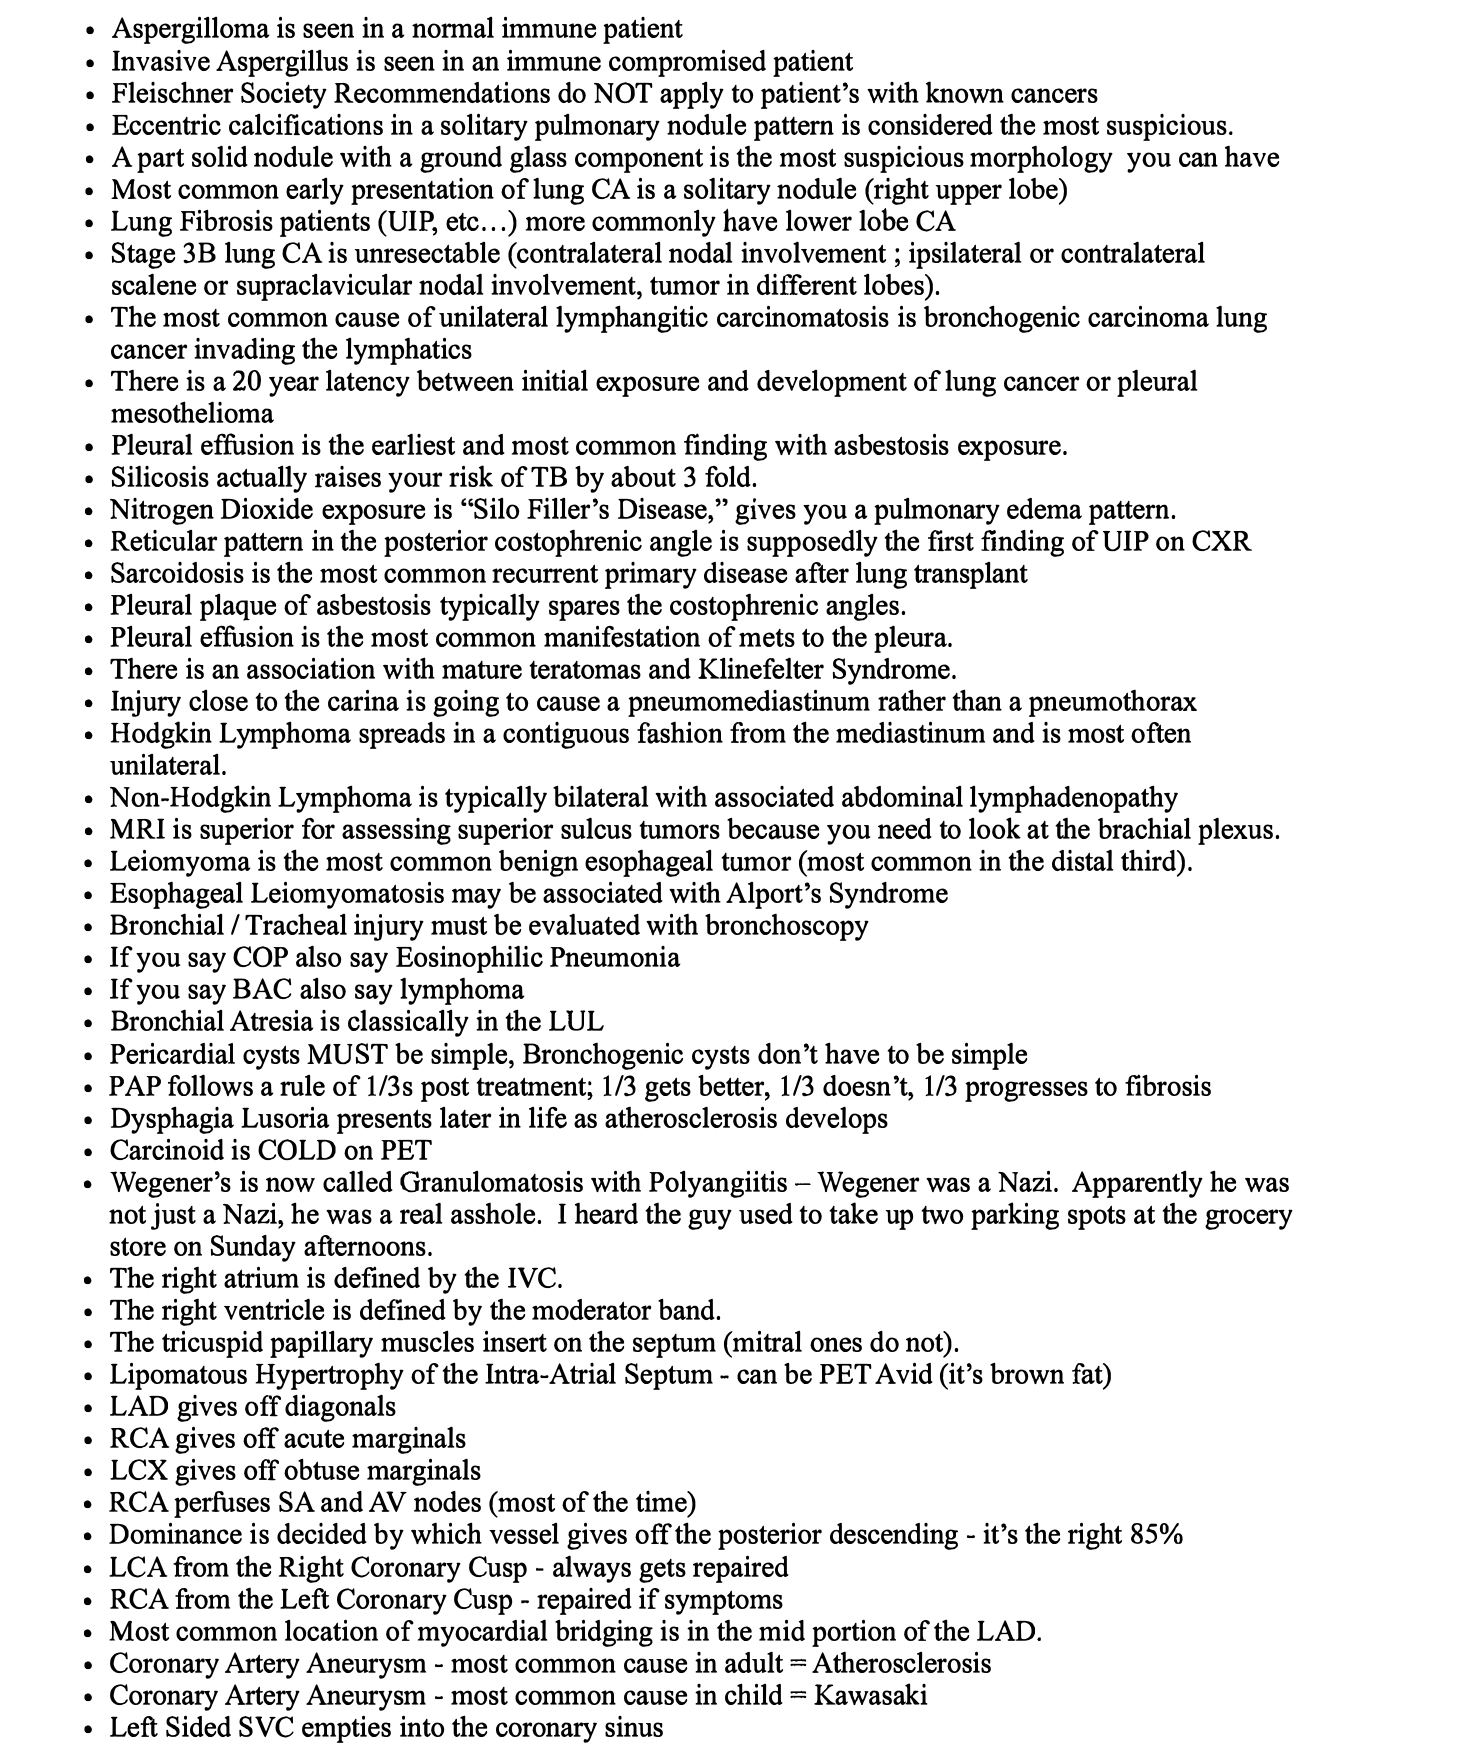 • Aspergilloma is seen in a normal immune patient
• Invasive Aspergillus is seen in an immune compromised patient
• Fleischner Society Recommendations do NOT apply to patient’s with known cancers
• Eccentric calcifications in a solitary pulmonary nodule pattern is considered the most suspicious.
• A part solid nodule with a ground glass component is the most suspicious morphology  you can have
• Most common early presentation of lung CA is a solitary nodule (right upper lobe)
• Lung Fibrosis patients (UIP, etc…) more commonly have lower lobe CA
• Stage 3B lung CA is unresectable (contralateral nodal involvement ; ipsilateral or contralateral
scalene or supraclavicular nodal involvement, tumor in different lobes).
• The most common cause of unilateral lymphangitic carcinomatosis is bronchogenic carcinoma lung
cancer invading the lymphatics
• There is a 20 year latency between initial exposure and development of lung cancer or pleural
mesothelioma
• Pleural effusion is the earliest and most common finding with asbestosis exposure.
• Silicosis actually raises your risk of TB by about 3 fold.
• Nitrogen Dioxide exposure is “Silo Filler’s Disease,” gives you a pulmonary edema pattern.
• Reticular pattern in the posterior costophrenic angle is supposedly the first finding of UIP on CXR
• Sarcoidosis is the most common recurrent primary disease after lung transplant
• Pleural plaque of asbestosis typically spares the costophrenic angles.
• Pleural effusion is the most common manifestation of mets to the pleura.
• There is an association with mature teratomas and Klinefelter Syndrome.
• Injury close to the carina is going to cause a pneumomediastinum rather than a pneumothorax
• Hodgkin Lymphoma spreads in a contiguous fashion from the mediastinum and is most often
unilateral.
• Non-Hodgkin Lymphoma is typically bilateral with associated abdominal lymphadenopathy
• MRI is superior for assessing superior sulcus tumors because you need to look at the brachial plexus.
• Leiomyoma is the most common benign esophageal tumor (most common in the distal third).
• Esophageal Leiomyomatosis may be associated with Alport’s Syndrome
• Bronchial / Tracheal injury must be evaluated with bronchoscopy
• If you say COP also say Eosinophilic Pneumonia
• If you say BAC also say lymphoma
• Bronchial Atresia is classically in the LUL
• Pericardial cysts MUST be simple, Bronchogenic cysts don’t have to be simple
• PAP follows a rule of 1/3s post treatment; 1/3 gets better, 1/3 doesn’t, 1/3 progresses to fibrosis
• Dysphagia Lusoria presents later in life as atherosclerosis develops
• Carcinoid is COLD on PET
• Wegener’s is now called Granulomatosis with Polyangiitis – Wegener was a Nazi.  Apparently he was
not just a Nazi, he was a real asshole.  I heard the guy used to take up two parking spots at the grocery
store on Sunday afternoons.
• The right atrium is defined by the IVC.
• The right ventricle is defined by the moderator band.
• The tricuspid papillary muscles insert on the septum (mitral ones do not).
• Lipomatous Hypertrophy of the Intra-Atrial Septum - can be PET Avid (it’s brown fat)
• LAD gives off diagonals
• RCA gives off acute marginals
• LCX gives off obtuse marginals
• RCA perfuses SA and AV nodes (most of the time)
• Dominance is decided by which vessel gives off the posterior descending - it’s the right 85%
• LCA from the Right Coronary Cusp - always gets repaired
• RCA from the Left Coronary Cusp - repaired if symptoms
• Most common location of myocardial bridging is in the mid portion of the LAD.
• Coronary Artery Aneurysm - most common cause in adult = Atherosclerosis
• Coronary Artery Aneurysm - most common cause in child = Kawasaki
• Left Sided SVC empties into the coronary sinus